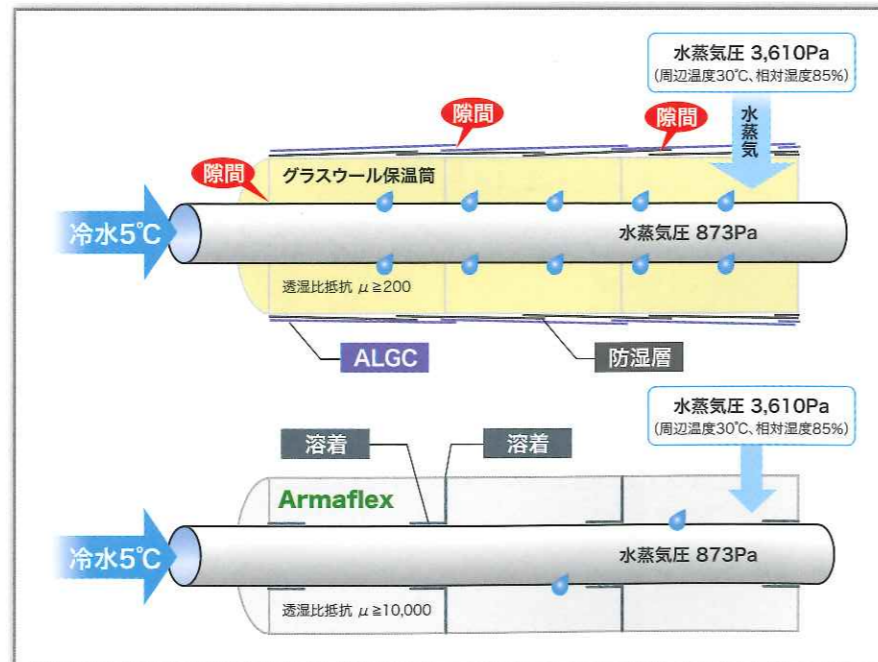 水蒸気圧 3,610Pa
(周辺温度30℃、相対湿度85%)
水蒸気
隙間
隙間
隙間
グラスウール保温筒
冷水5℃
水蒸気圧 873Pa
透湿比抵抗 μ≧200
ALGC
防湿層
水蒸気圧 3,610Pa
(周辺温度30℃、相対湿度85%)
溶着
溶着
Armaflex
冷水5℃
水蒸気圧 873Pa
透湿比抵抗 μ≧10,000